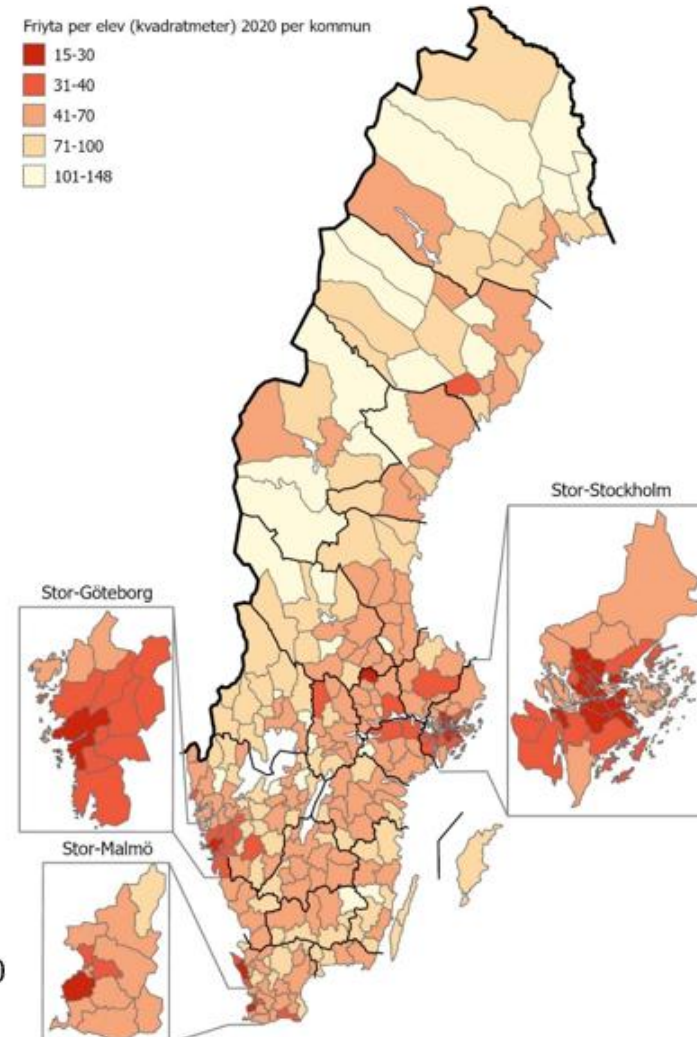 Friyta per elev (kvadratmeter) 2020 per kommun
15-30
31-40
41-70
71-100
101-148
Stor-Stockholm
Stor-Göteborg
Stor-Malmö